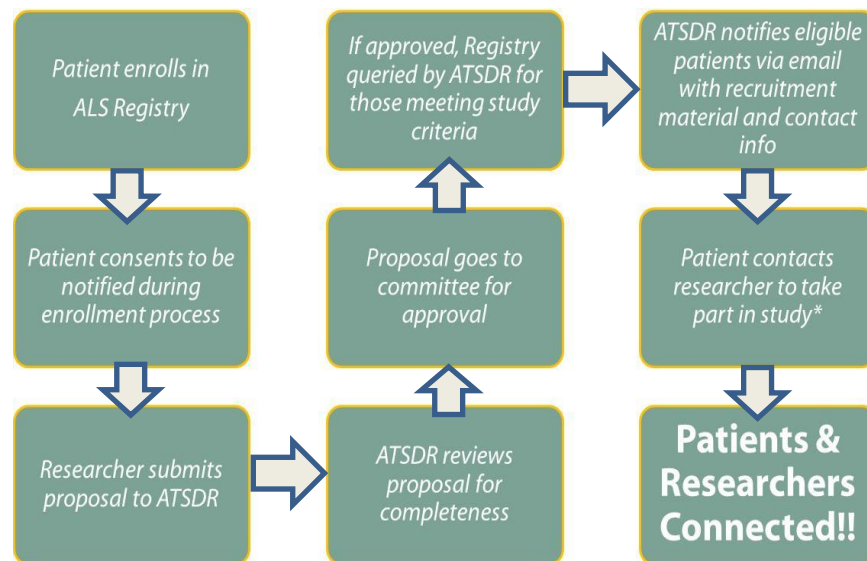 Patient enrolls in
ALS Registry
Patient consents to be
notified during
enrollment process
Researcher submits
proposal to ATSDR
ATSDR reviews
proposal for
completeness
Proposal goes to
committee for
approval
If approved, Registry
queried by ATSDR for
those meeting study
criteria
ATSDR notifies eligible
patients via email
with recruitment
material and contact
info
Patient contacts
researcher to take
part in study*
Patients &
Researchers
Connected!!